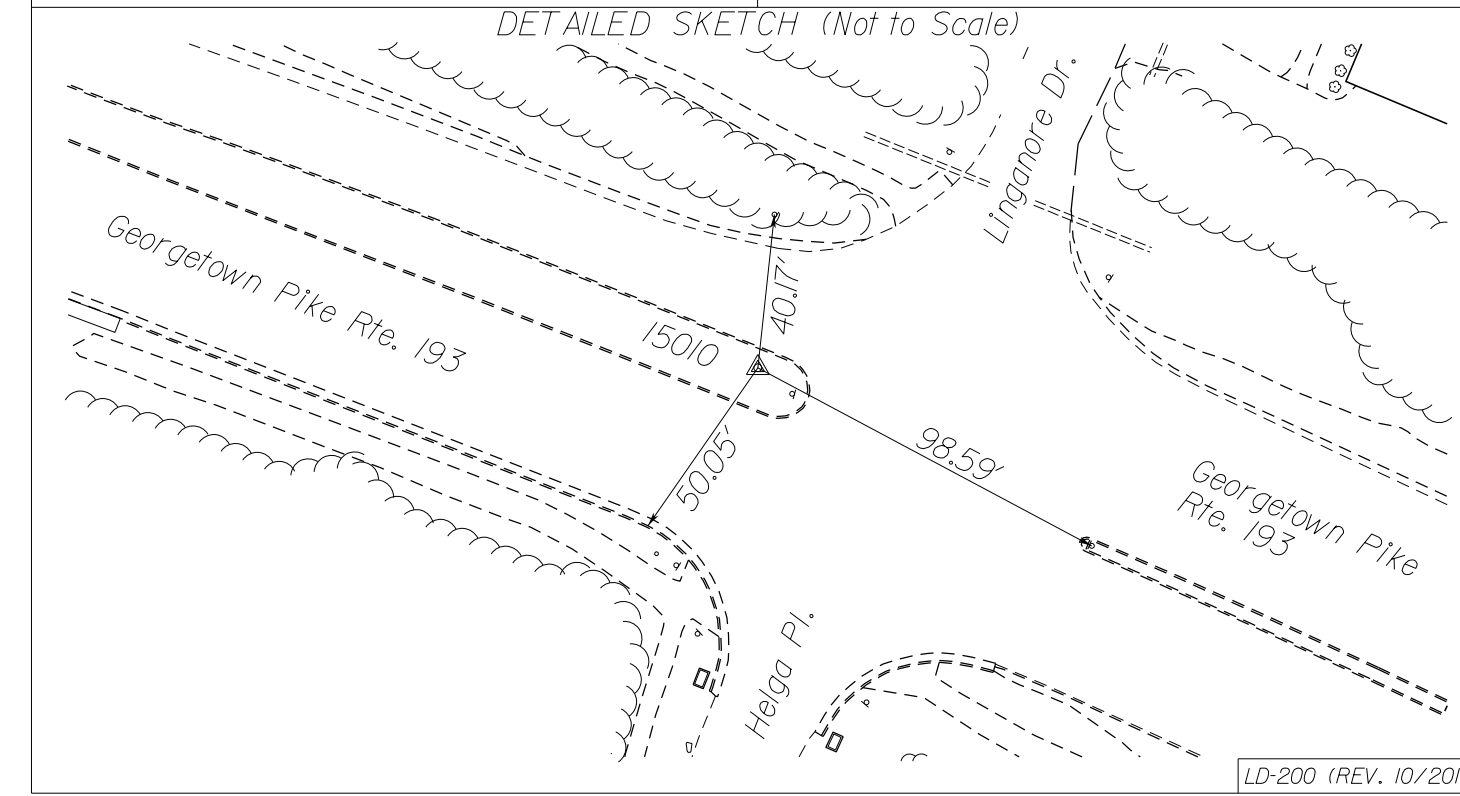 DETAILED SKETCH (Not to Scale)
Linganore Dr.
Georgetown Pike Rte. 193
15010
40.17'
50.05'
98.59'
Georgetown Pike
Rte. 193
Helga Pl.
LD-200 (REV. 10/201